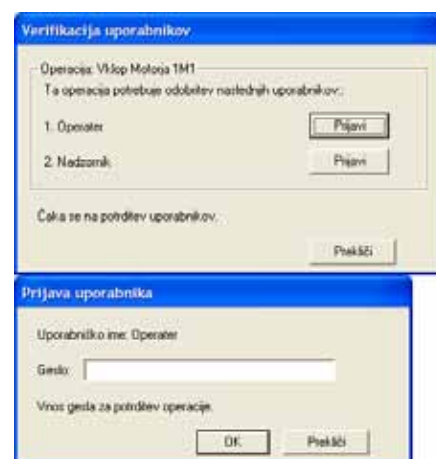 Verifikacija uporabnikov
Operacija: Vklop Motorja 1M1
Ta operacija potrebuje odobritev naslednjih uporabnikov:
1. Operater
Prijavi
2. Nadzornik
Prijavi
Čaka se na potrditev uporabnikov.
Prekliči
Prijava uporabnika
Uporabniško ime: Operater
Geslo:
Vnos gesla za potrditev operacije.
OK
Prekliči